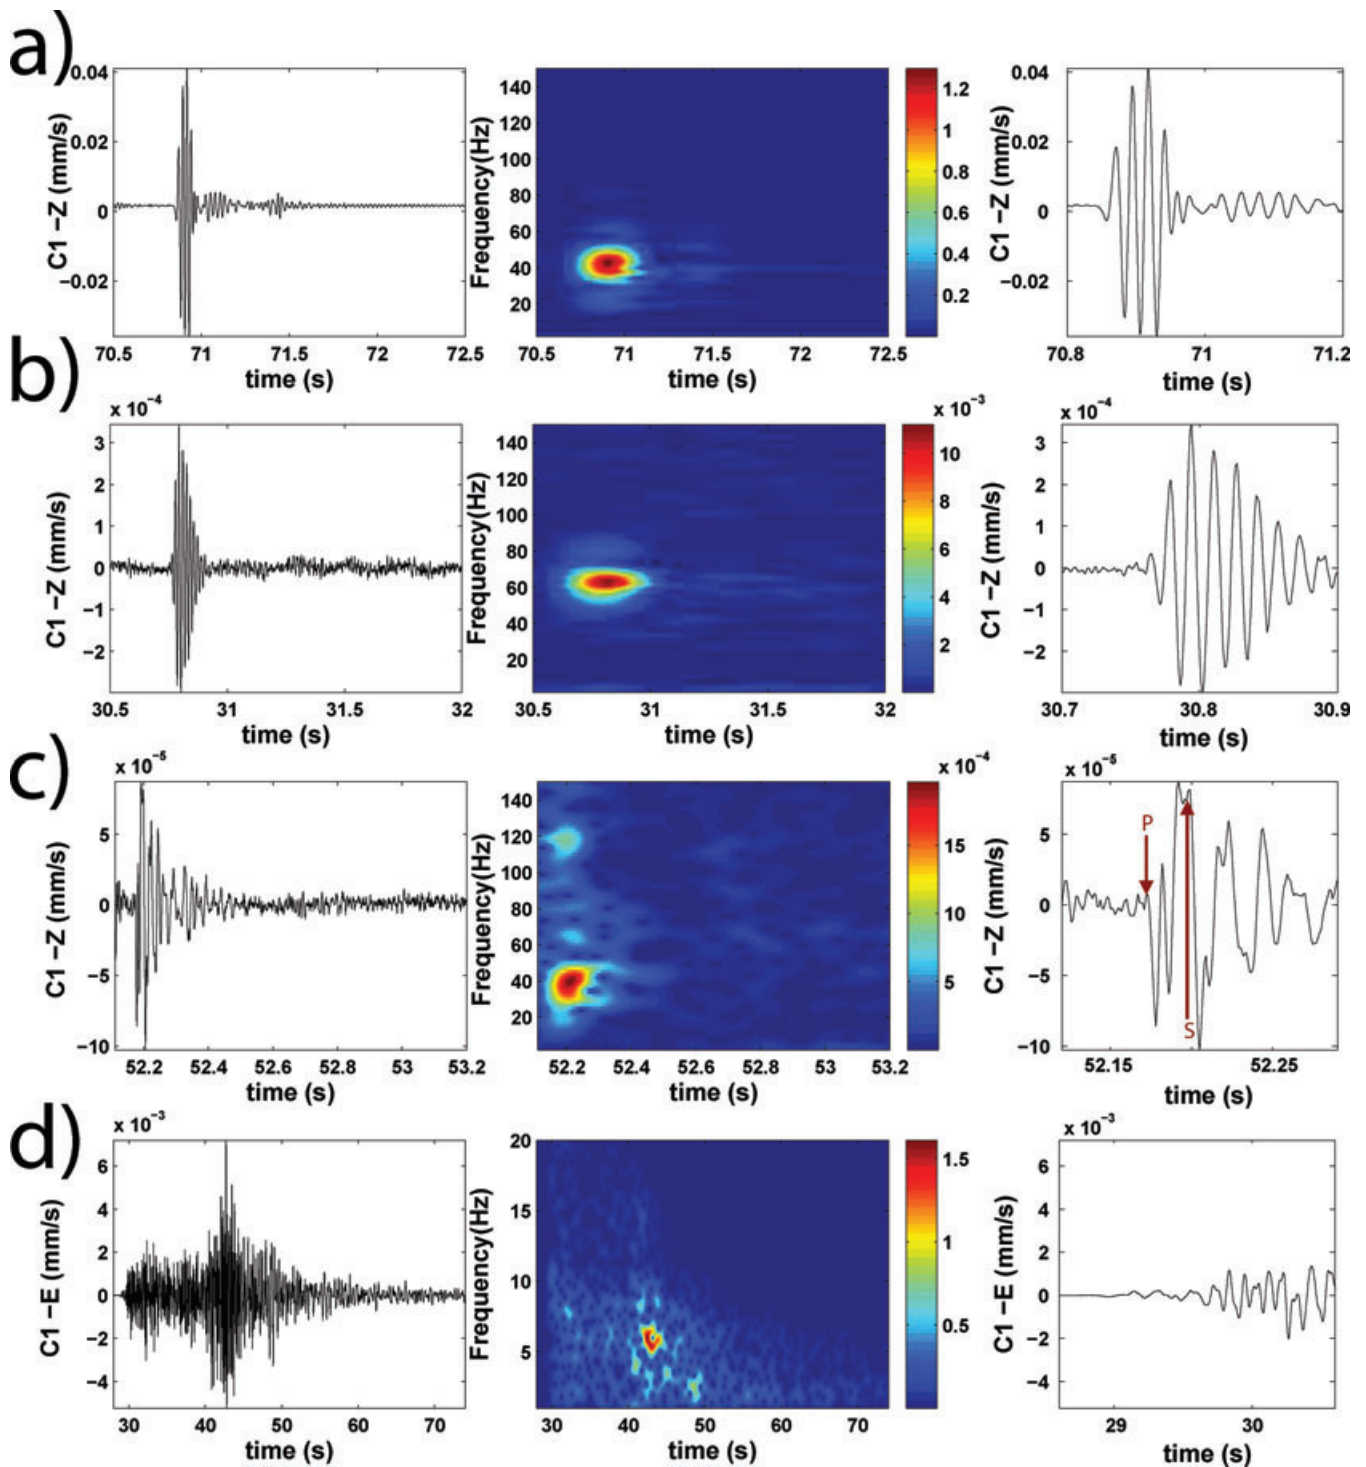 a)
C1 −Z (mm/s)
0.04
0.02
0
−0.02
70.5 71 71.5 72 72.5
time (s)
Frequency(Hz)
140
120
100
80
60
40
20
70.5 71 71.5 72 72.5
time (s)
1.2
1
0.8
0.6
0.4
0.2
C1 −Z (mm/s)
0.04
0.02
0
−0.02
70.8 71 71.2
time (s)
b)
x 10−4
C1 −Z (mm/s)
3
2
1
0
−1
−2
30.5 31 31.5 32
time (s)
Frequency(Hz)
140
120
100
80
60
40
20
30.5 31 31.5 32
time (s)
x 10−3
10
8
6
4
2
x 10−4
C1 −Z (mm/s)
3
2
1
0
−1
−2
30.7 30.8 30.9
time (s)
c)
x 10−5
C1 −Z (mm/s)
5
0
−5
−10
52.2 52.4 52.6 52.8 53 53.2
time (s)
Frequency(Hz)
140
120
100
80
60
40
20
52.2 52.4 52.6 52.8 53 53.2
time (s)
x 10−4
15
10
5
x 10−5
C1 −Z (mm/s)
5
0
−5
−10
P
S
52.15 52.25
time (s)
d)
x 10−3
C1 −E (mm/s)
6
4
2
0
−2
−4
30 40 50 60 70
time (s)
Frequency(Hz)
20
15
10
5
30 40 50 60 70
time (s)
1.5
1
0.5
x 10−3
C1 −E (mm/s)
6
4
2
0
−2
−4
29 30
time (s)